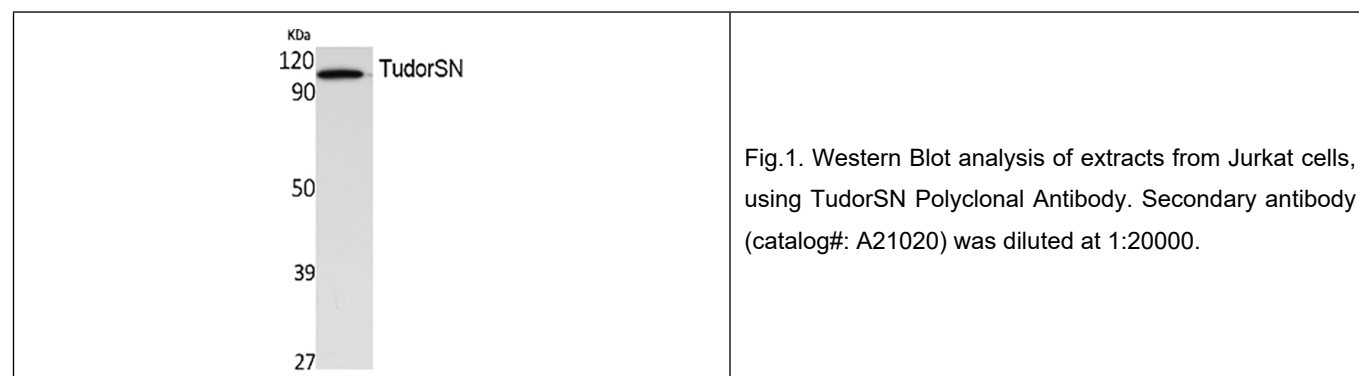 KDa
120
TudorSN
90
50
39
27
Fig.1. Western Blot analysis of extracts from Jurkat cells,
using TudorSN Polyclonal Antibody. Secondary antibody
(catalog#: A21020) was diluted at 1:20000.